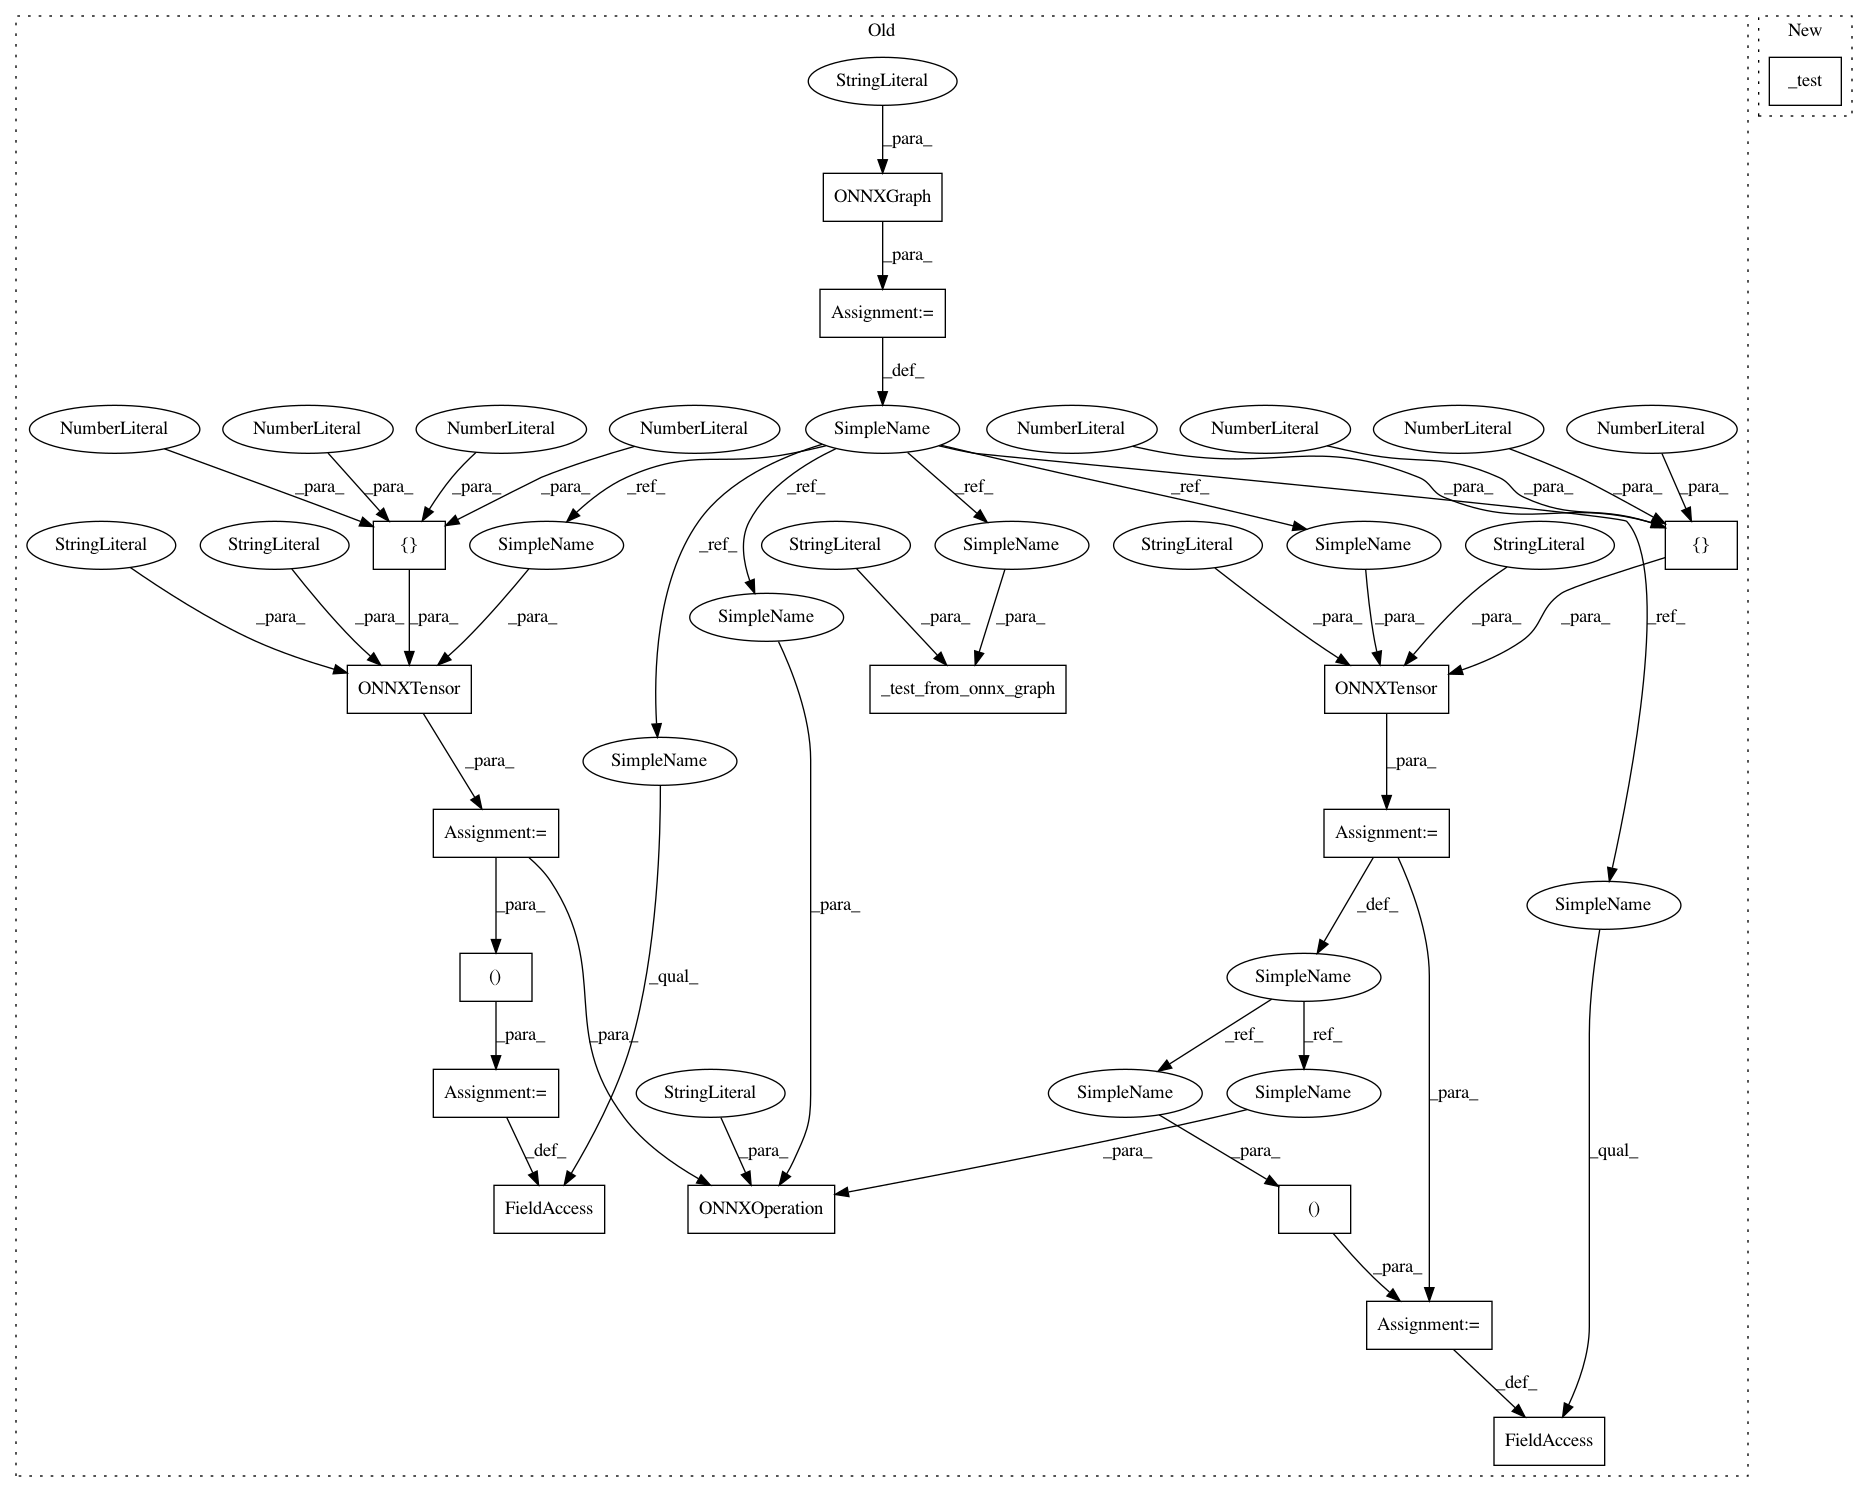 Old
New
StringLiteral
_test
_para_
ONNXGraph
_para_
Assignment:=
_def_
NumberLiteral
NumberLiteral
NumberLiteral
NumberLiteral
SimpleName
NumberLiteral
NumberLiteral
NumberLiteral
NumberLiteral
_para_
_para_
_para_
_para_
_ref_
_ref_
_ref_
_ref_
_para_
_para_
_para_
_para_
StringLiteral
StringLiteral
{}
SimpleName
_ref_
StringLiteral
SimpleName
StringLiteral
SimpleName
StringLiteral
{}
_para_
_para_
_para_
_para_
SimpleName
_para_
_para_
_para_
_para_
_para_
_para_
_ref_
ONNXTensor
_test_from_onnx_graph
ONNXTensor
_para_
SimpleName
_para_
Assignment:=
Assignment:=
_para_
_para_
_def_
SimpleName
()
_qual_
SimpleName
_para_
_para_
_ref_
_ref_
Assignment:=
StringLiteral
SimpleName
SimpleName
_para_
_def_
_para_
_para_
_para_
_qual_
FieldAccess
ONNXOperation
()
_para_
Assignment:=
_def_
FieldAccess